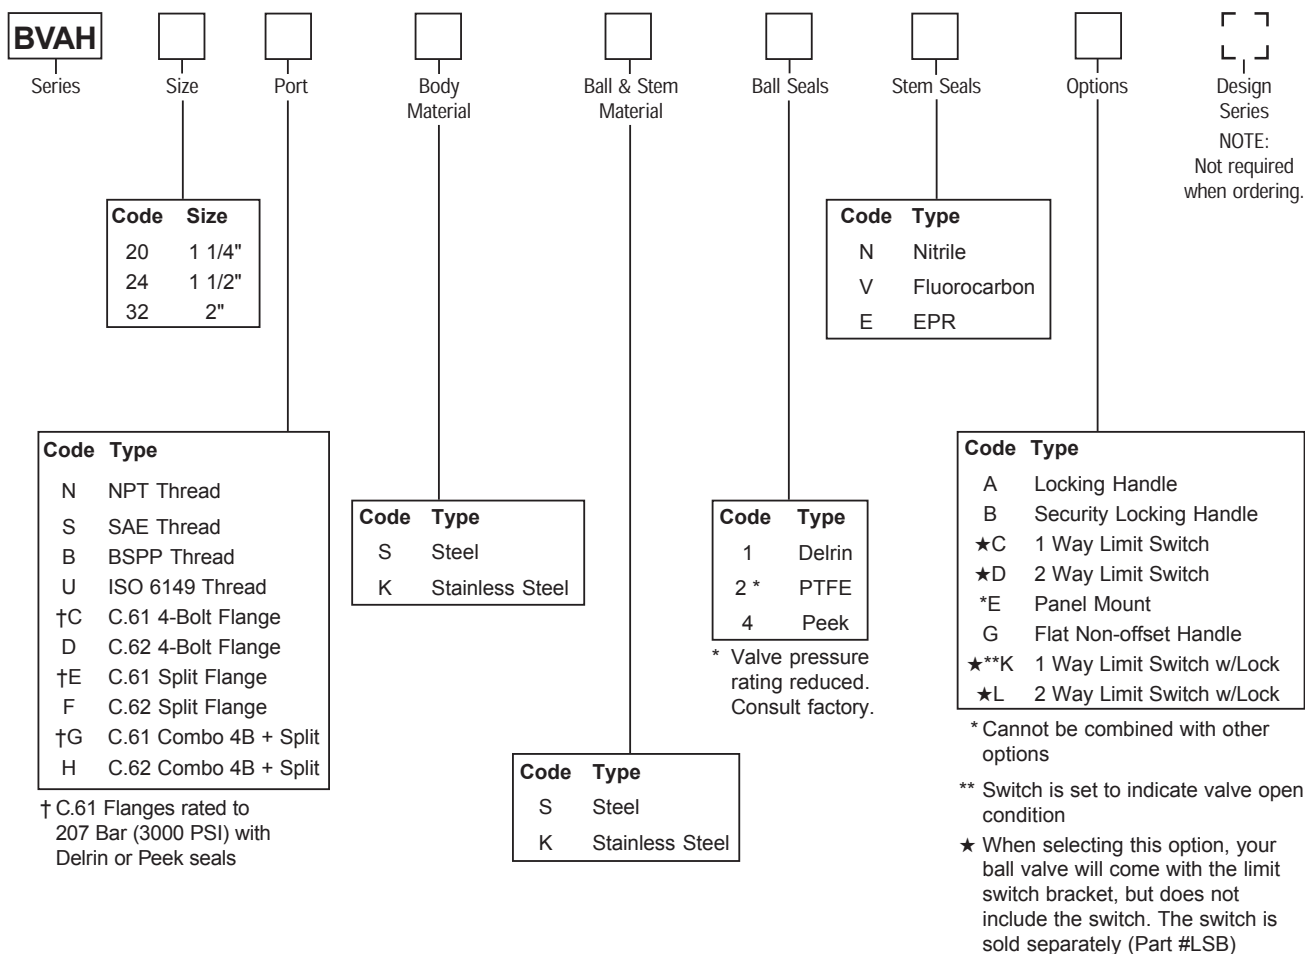 BVAH
Series
Size
Port
Body
Material
Ball & Stem
Material
Ball Seals
Stem Seals
Options
Design
Series
NOTE:
Not required
when ordering.
Code Size
20 1 1/4"
24 1 1/2"
32 2"
Code Type
N Nitrile
V Fluorocarbon
E EPR
Code Type
N NPT Thread
S SAE Thread
B BSPP Thread
U ISO 6149 Thread
†C C.61 4-Bolt Flange
D C.62 4-Bolt Flange
†E C.61 Split Flange
F C.62 Split Flange
†G C.61 Combo 4B + Split
H C.62 Combo 4B + Split
† C.61 Flanges rated to
207 Bar (3000 PSI) with
Delrin or Peek seals
Code Type
S Steel
K Stainless Steel
Code Type
S Steel
K Stainless Steel
Code Type
1 Delrin
2 * PTFE
4 Peek
* Valve pressure
rating reduced.
Consult factory.
Code Type
A Locking Handle
B Security Locking Handle
★C 1 Way Limit Switch
★D 2 Way Limit Switch
*E Panel Mount
G Flat Non-offset Handle
★**K 1 Way Limit Switch w/Lock
★L 2 Way Limit Switch w/Lock
* Cannot be combined with other
options
** Switch is set to indicate valve open
condition
★ When selecting this option, your
ball valve will come with the limit
switch bracket, but does not
include the switch. The switch is
sold separately (Part #LSB)